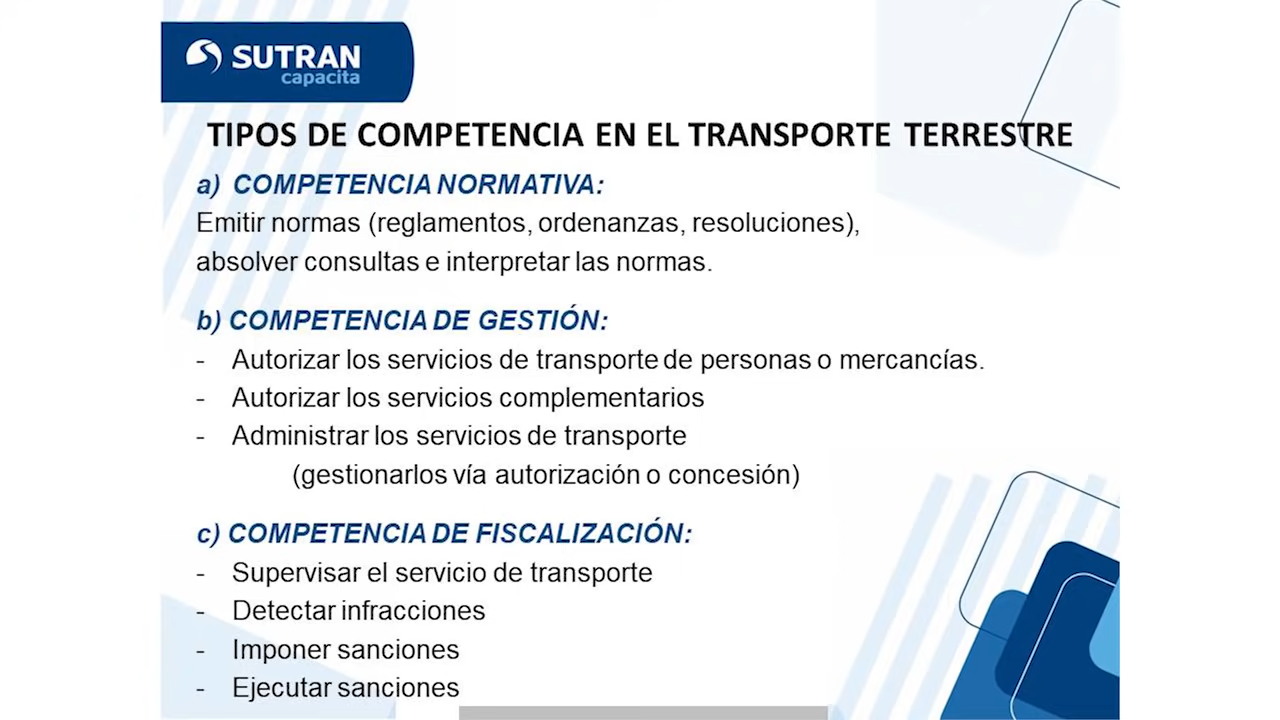 SUTRAN
capacita
TIPOS DE COMPETENCIA EN EL TRANSPORTE TERRESTRE
a) COMPETENCIA NORMATIVA:
Emitir normas (reglamentos, ordenanzas, resoluciones),
absolver consultas e interpretar las normas.
b) COMPETENCIA DE GESTIÓN:
- Autorizar los servicios de transporte de personas o mercancías.
- Autorizar los servicios complementarios
- Administrar los servicios de transporte
(gestionarlos vía autorización o concesión)
c) COMPETENCIA DE FISCALIZACIÓN:
- Supervisar el servicio de transporte
- Detectar infracciones
- Imponer sanciones
- Ejecutar sanciones